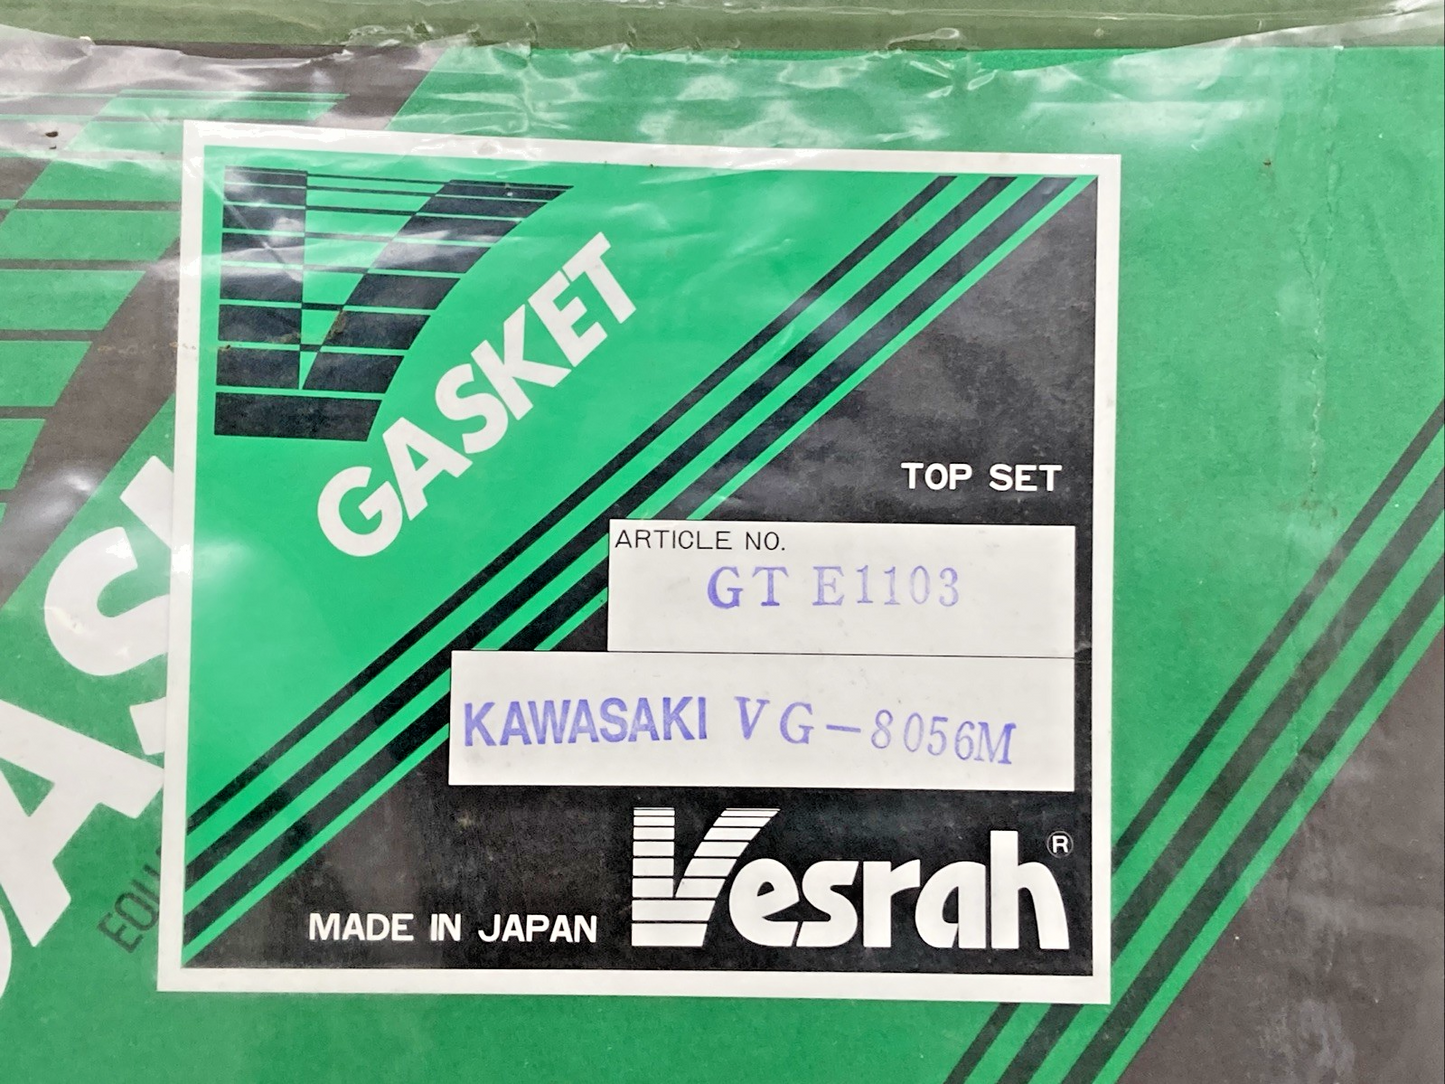 GASKET
TOP SET
ARTICLE NO.
GT E1103
KAWASAKI VG-8056M
MADE IN JAPAN
Vesrah®